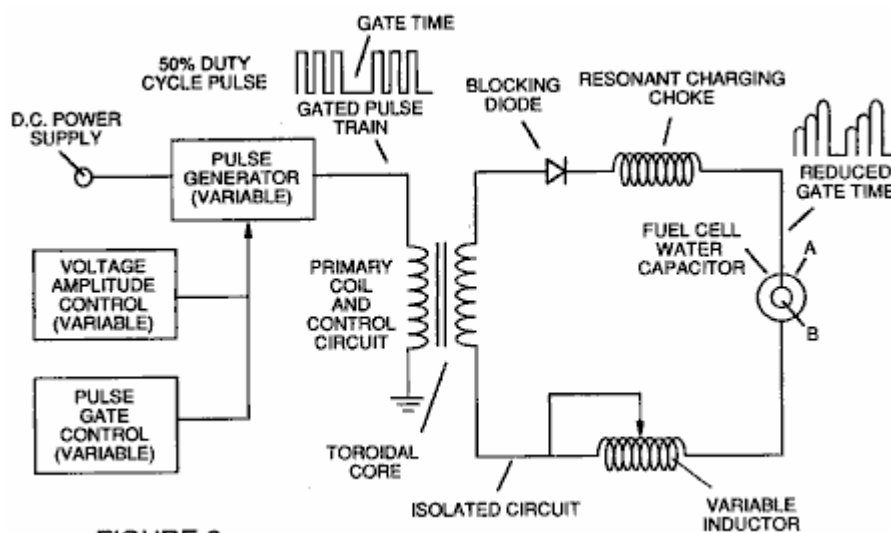 GATE TIME
50% DUTY
CYCLE PULSE
GATED PULSE
TRAIN
BLOCKING
DIODE
RESONANT CHARGING
CHOKE
D.C. POWER
SUPPLY
PULSE
GENERATOR
(VARIABLE)
REDUCED
GATE TIME
FUEL CELL
WATER
CAPACITOR
A
B
VOLTAGE
AMPLITUDE
CONTROL
(VARIABLE)
PRIMARY
COIL
AND
CONTROL
CIRCUIT
PULSE
GATE
CONTROL
(VARIABLE)
TOROIDAL
CORE
ISOLATED CIRCUIT
VARIABLE
INDUCTOR